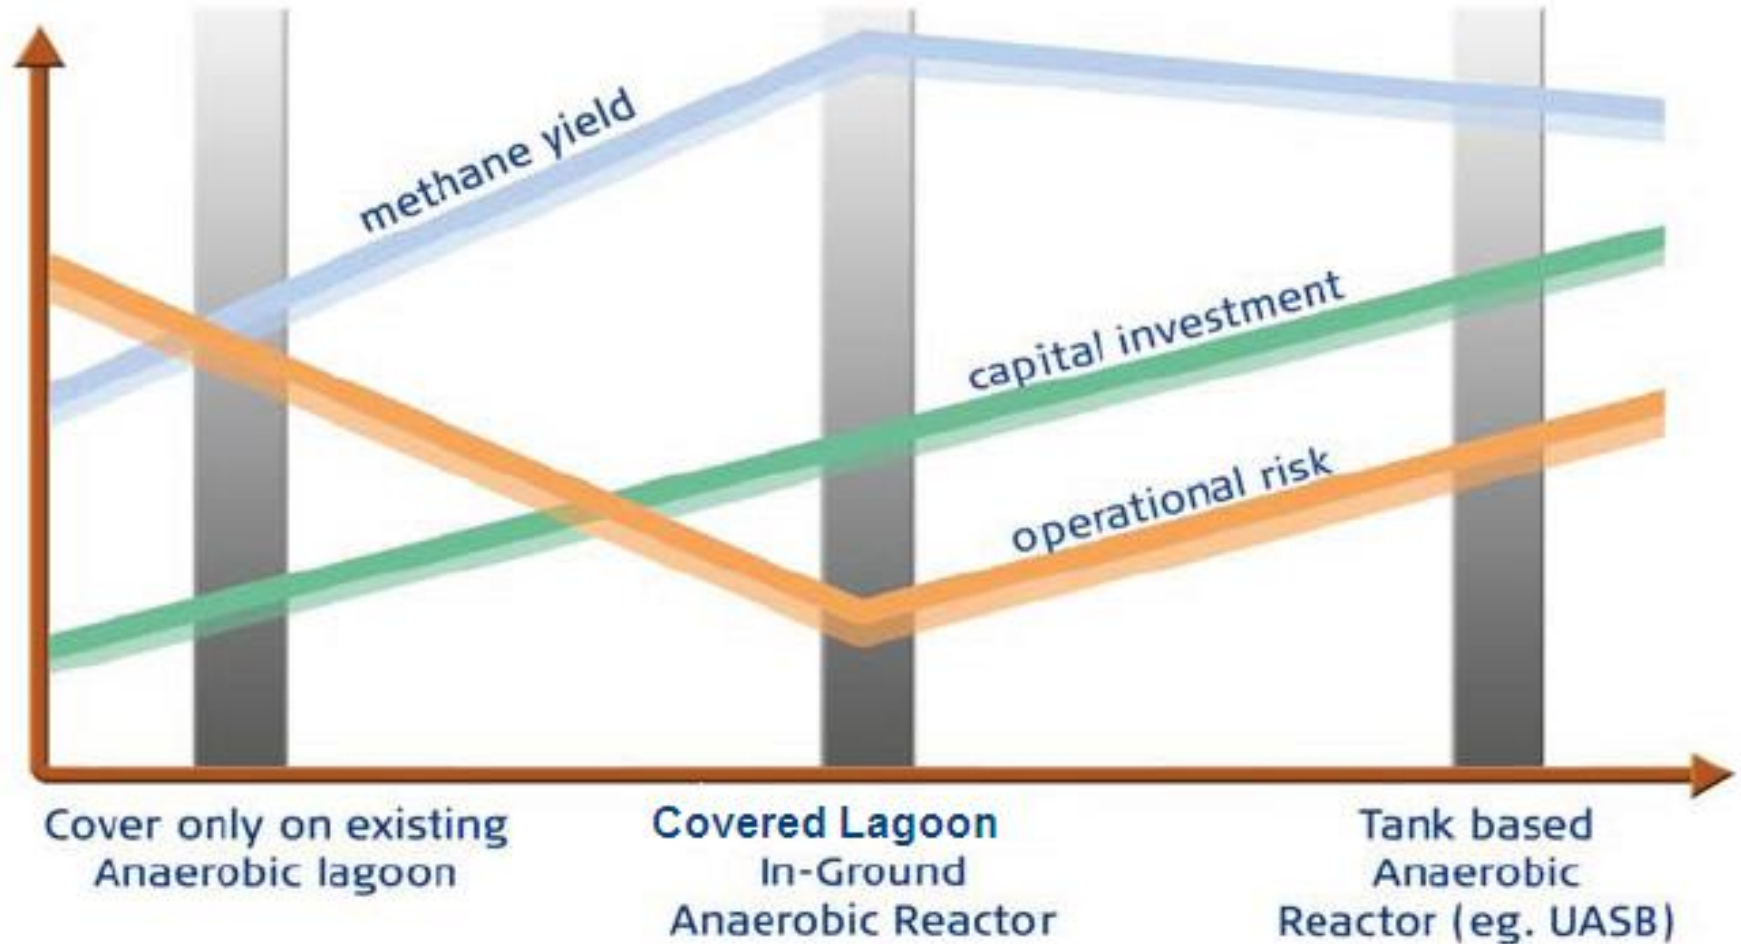 methane yield
capital investment
operational risk
Cover only on existing
Anaerobic lagoon
Covered Lagoon
In-Ground
Anaerobic Reactor
Tank based
Anaerobic
Reactor (eg. UASB)